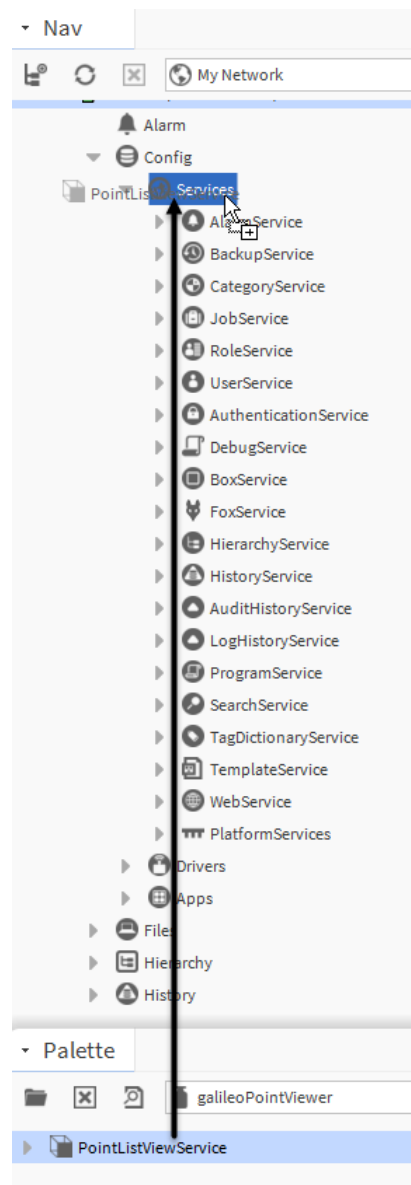 Nav
My Network
Alarm
Config
Services
AlarmService
BackupService
CategoryService
JobService
RoleService
UserService
AuthenticationService
DebugService
BoxService
FoxService
HierarchyService
HistoryService
AuditHistoryService
LogHistoryService
ProgramService
SearchService
TagDictionaryService
TemplateService
WebService
PlatformServices
Drivers
Apps
Files
Hierarchy
History
Palette
galileoPointViewer
PointListViewService